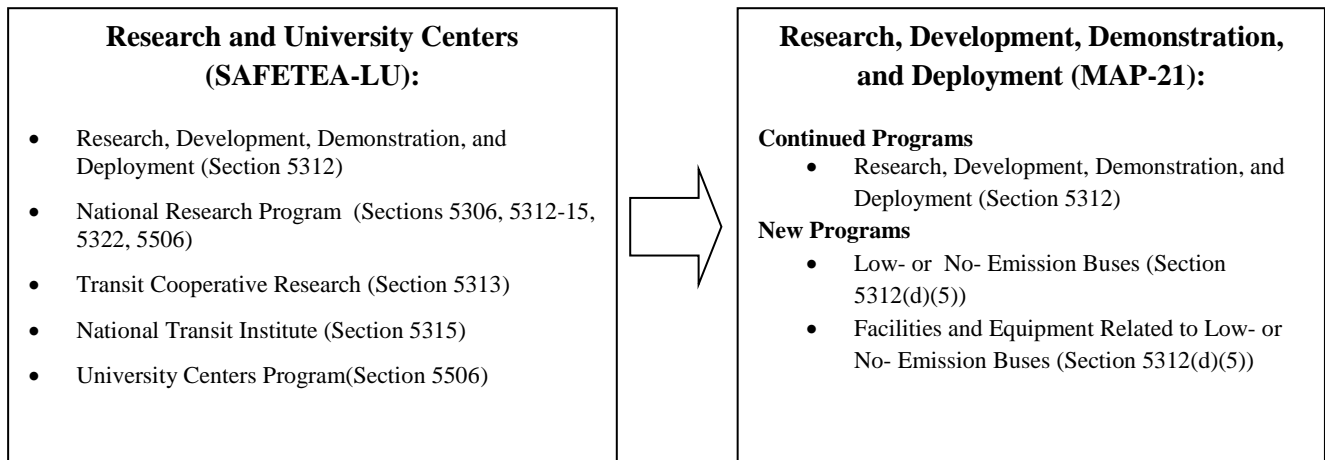 Research and University Centers
(SAFETEA-LU):
• Research, Development, Demonstration, and
Deployment (Section 5312)
• National Research Program (Sections 5306, 5312-15,
5322, 5506)
• Transit Cooperative Research (Section 5313)
• National Transit Institute (Section 5315)
• University Centers Program(Section 5506)
Research, Development, Demonstration,
and Deployment (MAP-21):
Continued Programs
• Research, Development, Demonstration, and
Deployment (Section 5312)
New Programs
• Low- or No- Emission Buses (Section
5312(d)(5))
• Facilities and Equipment Related to Low- or
No- Emission Buses (Section 5312(d)(5))